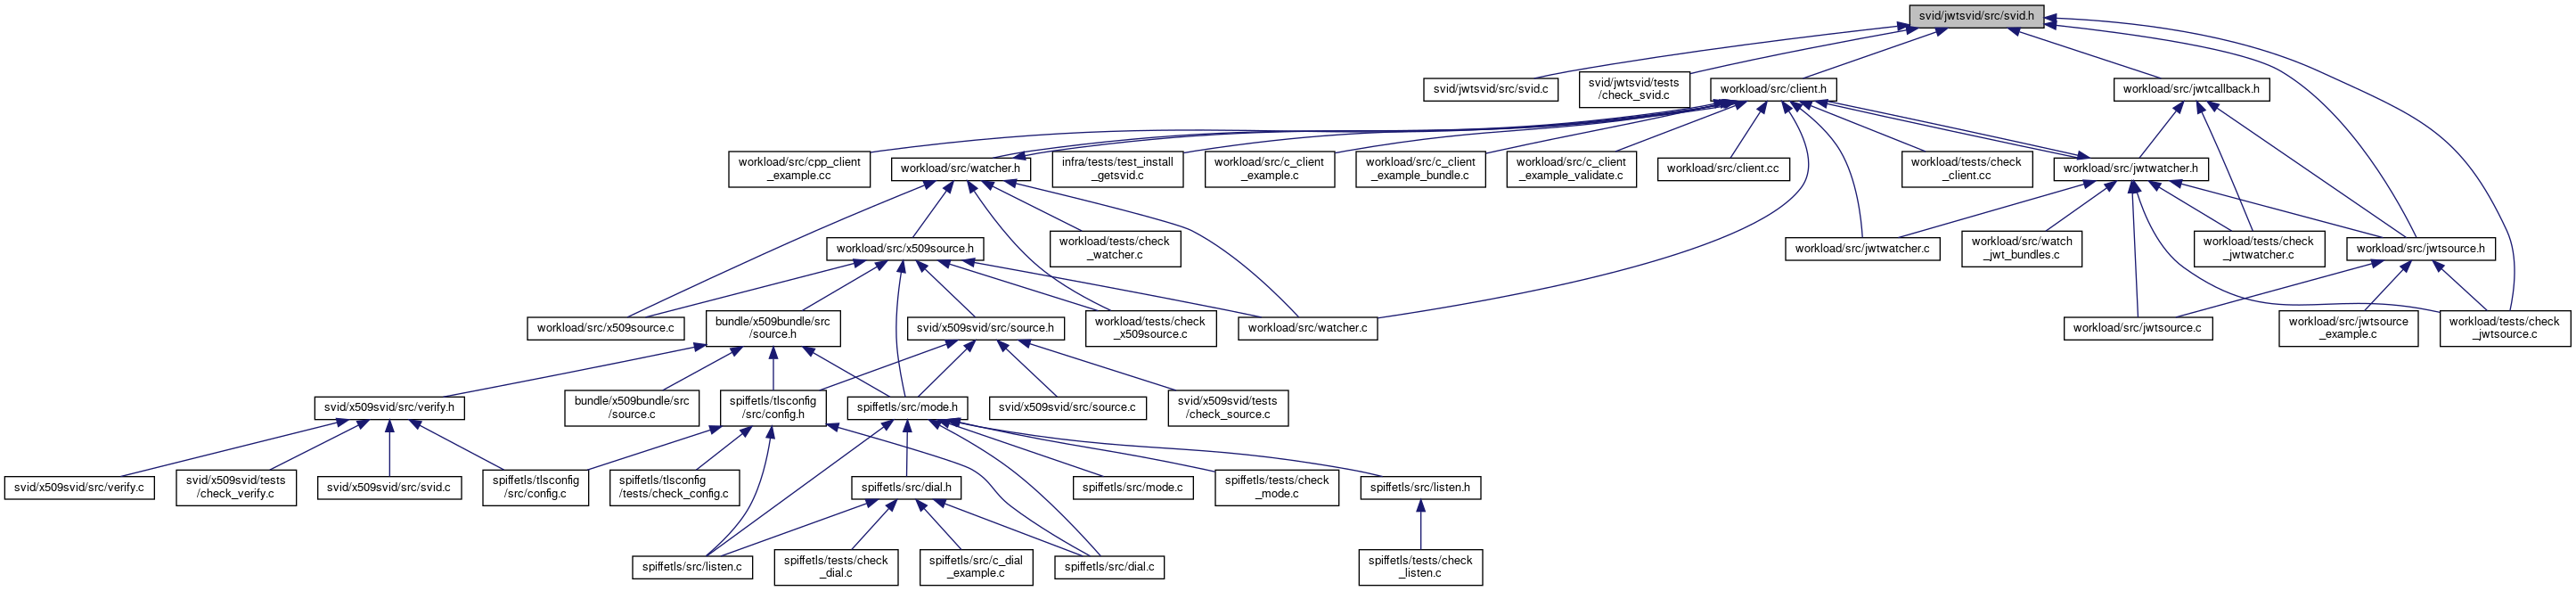 svid/jwtsvid/src/svid.h
svid/jwtsvid/src/svid.c
svid/jwtsvid/tests
/check_svid.c
workload/src/client.h
workload/src/jwtcallback.h
workload/src/cpp_client
_example.cc
workload/src/watcher.h
infra/tests/test_install
_getsvid.c
workload/src/c_client
_example.c
workload/src/c_client
_example_bundle.c
workload/src/c_client
_example_validate.c
workload/src/client.cc
workload/tests/check
_client.cc
workload/src/jwtwatcher.h
workload/src/x509source.h
workload/tests/check
_watcher.c
workload/src/jwtwatcher.c
workload/src/watch
_jwt_bundles.c
workload/tests/check
_jwtwatcher.c
workload/src/jwtsource.h
workload/src/x509source.c
bundle/x509bundle/src
/source.h
svid/x509svid/src/source.h
workload/tests/check
_x509source.c
workload/src/watcher.c
workload/src/jwtsource.c
workload/src/jwtsource
_example.c
workload/tests/check
_jwtsource.c
svid/x509svid/src/verify.h
bundle/x509bundle/src
/source.c
spiffetls/tlsconfig
/src/config.h
spiffetls/src/mode.h
svid/x509svid/src/source.c
svid/x509svid/tests
/check_source.c
svid/x509svid/src/verify.c
svid/x509svid/tests
/check_verify.c
svid/x509svid/src/svid.c
spiffetls/tlsconfig
/src/config.c
spiffetls/tlsconfig
/tests/check_config.c
spiffetls/src/dial.h
spiffetls/src/mode.c
spiffetls/tests/check
_mode.c
spiffetls/src/listen.h
spiffetls/src/listen.c
spiffetls/tests/check
_dial.c
spiffetls/src/c_dial
_example.c
spiffetls/src/dial.c
spiffetls/tests/check
_listen.c